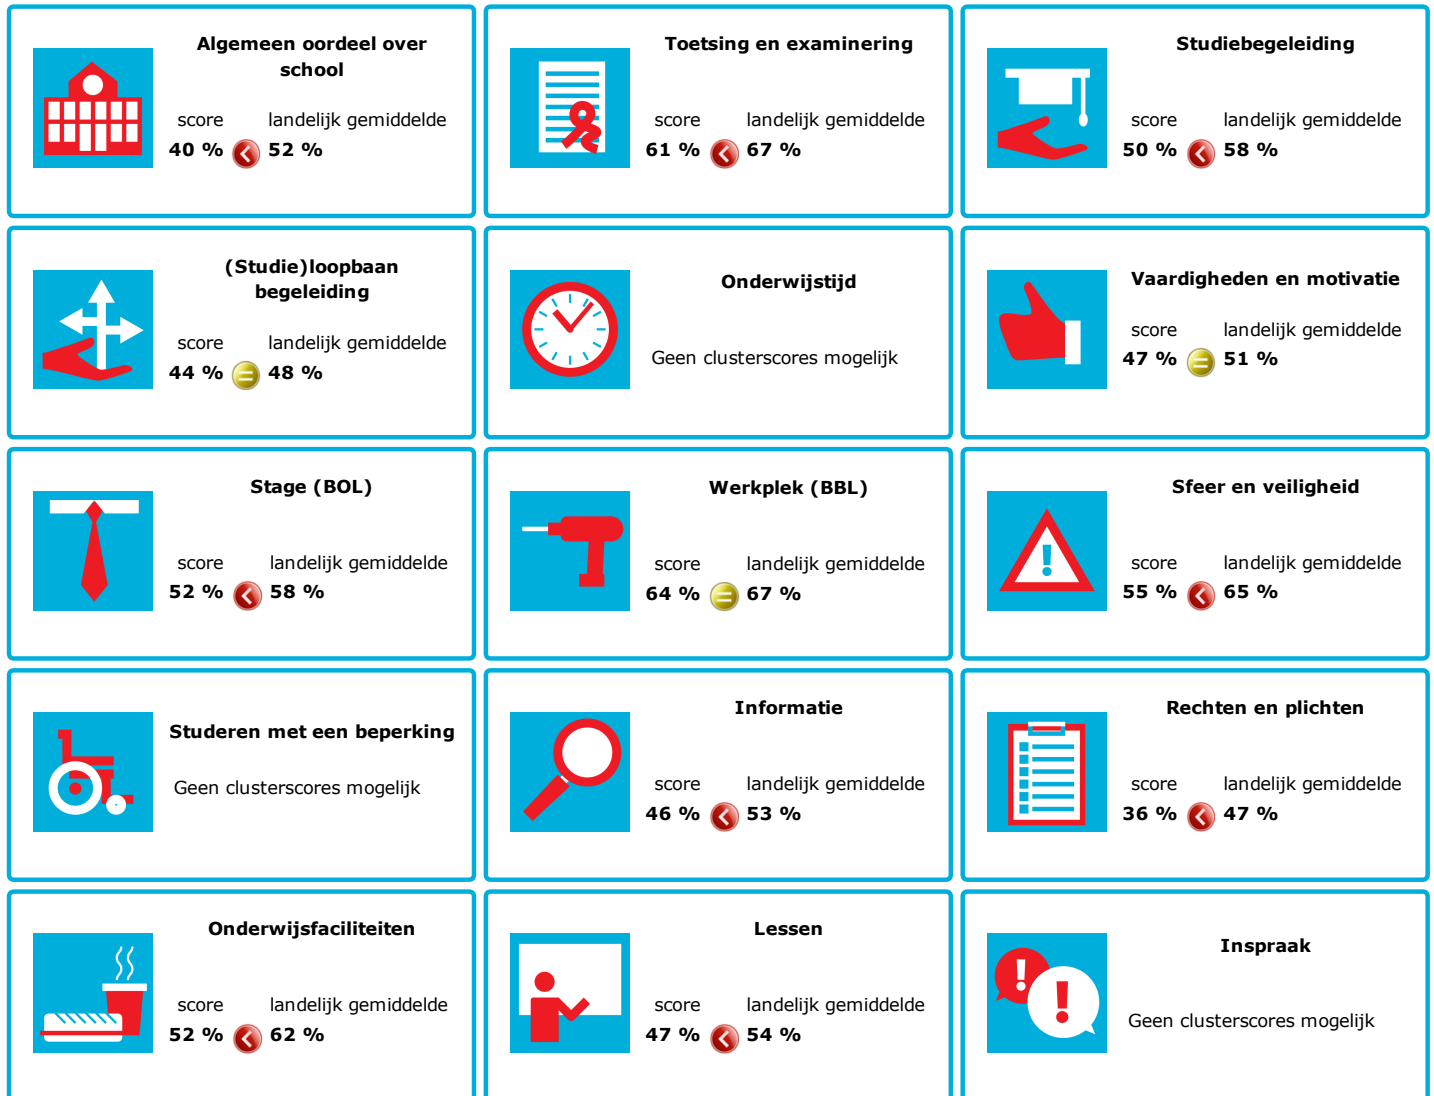 Algemeen oordeel over
school
score landelijk gemiddelde
40 % 52 %
Toetsing en examinering
score landelijk gemiddelde
61 % 67 %
Studiebegeleiding
score landelijk gemiddelde
50 % 58 %
(Studie)loopbaan
begeleiding
score landelijk gemiddelde
44 % = 48 %
Onderwijstijd
Geen clusterscores mogelijk
Vaardigheden en motivatie
score landelijk gemiddelde
47 % = 51 %
Stage (BOL)
score landelijk gemiddelde
52 % 58 %
Werkplek (BBL)
score landelijk gemiddelde
64 % = 67 %
Sfeer en veiligheid
!
score landelijk gemiddelde
55 % 65 %
Studeren met een beperking
Geen clusterscores mogelijk
Informatie
score landelijk gemiddelde
46 % 53 %
Rechten en plichten
score landelijk gemiddelde
36 % 47 %
Onderwijsfaciliteiten
score landelijk gemiddelde
52 % 62 %
Lessen
score landelijk gemiddelde
47 % 54 %
Inspraak
! !
Geen clusterscores mogelijk